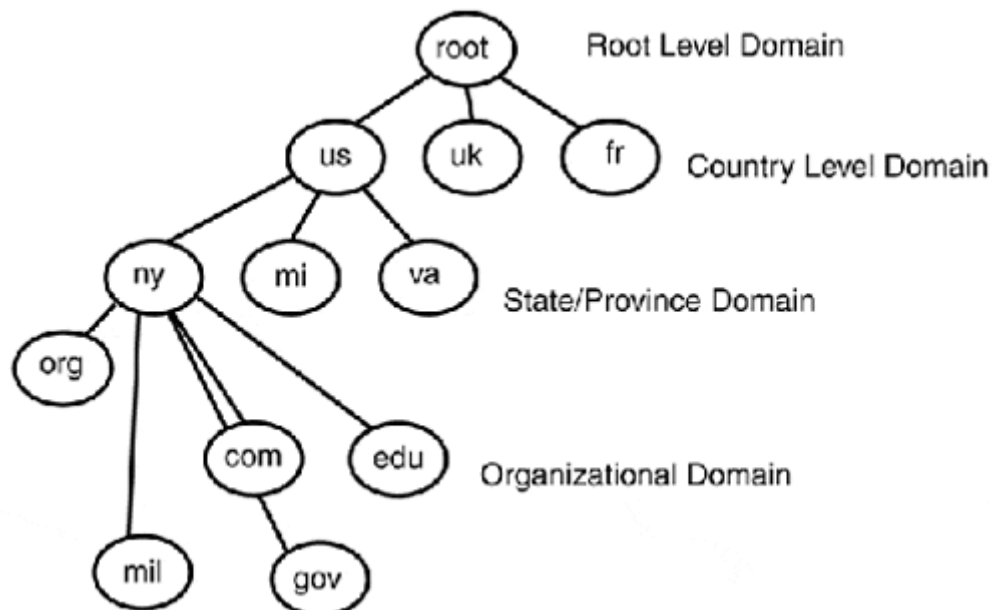 root
Root Level Domain
us
uk
fr
Country Level Domain
ny
mi
va
State/Province Domain
org
com
edu
Organizational Domain
mil
gov